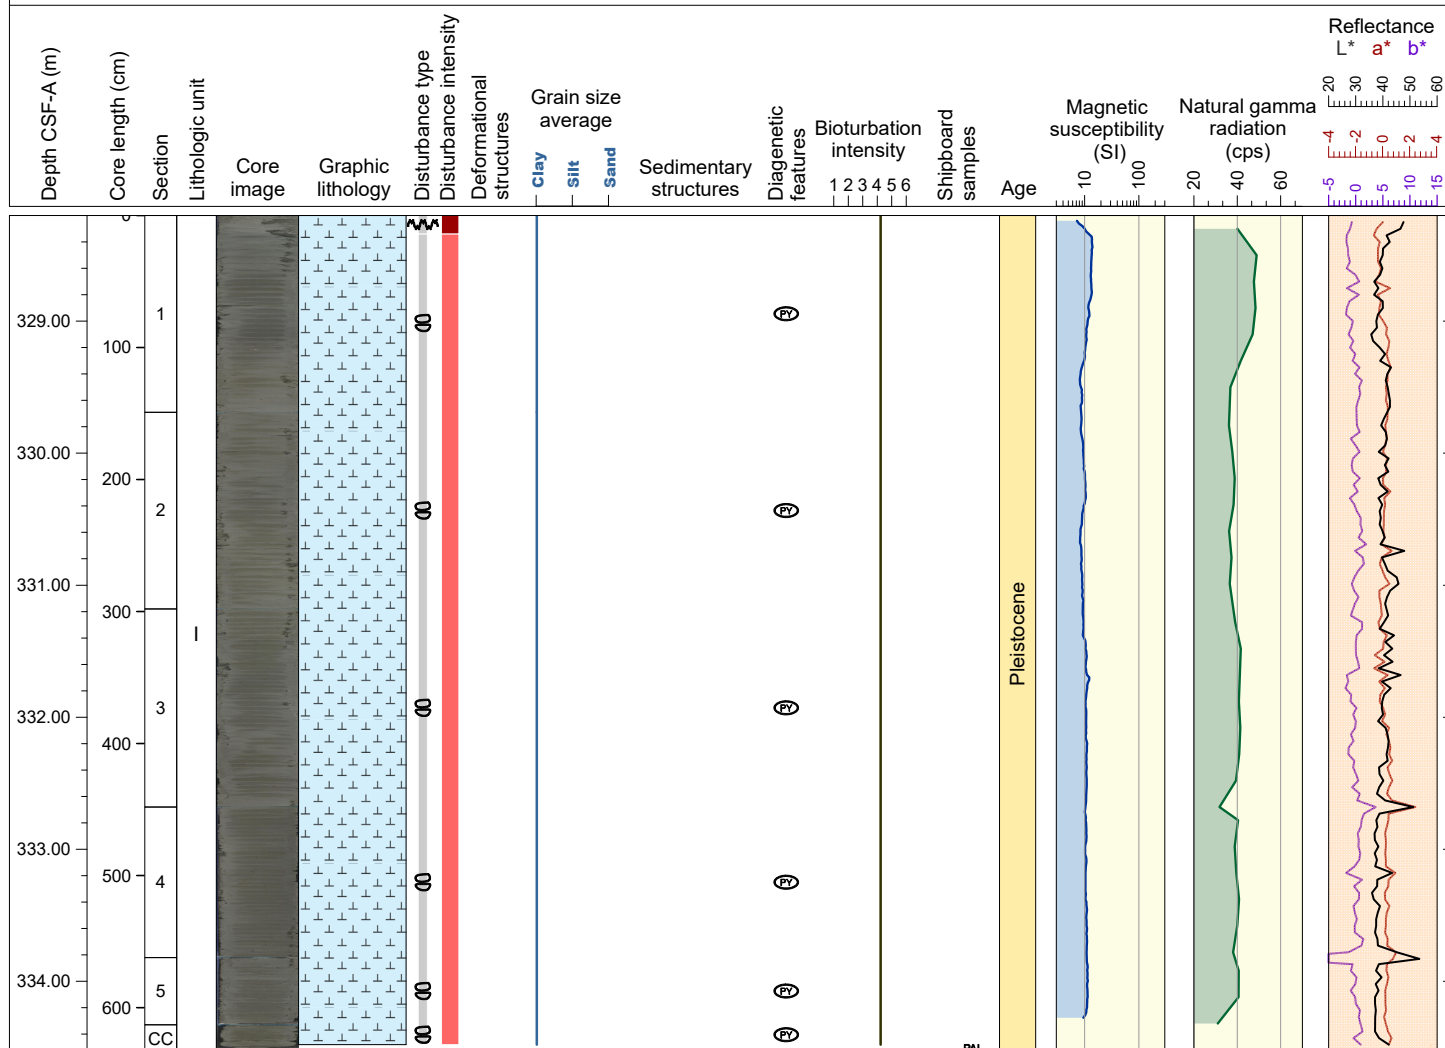 Depth CSF-A (m)
Core length (cm)
Section
Lithologic unit
Core
image
Graphic
lithology
Disturbance type
Disturbance intensity
Deformational
structures
Grain size
average
Clay
Silt
Sand
Sedimentary
structures
Diagenetic
features
Bioturbation
intensity
1 2 3 4 5 6
Shipboard
samples
Age
Magnetic
susceptibility
(SI)
10
100
Natural gamma
radiation
(cps)
20
40
60
Reflectance
L* a* b*
20 30 40 50 60
-4 -2 0 2 4
-5 0 5 10 15
0
1
PY
329.00
100
330.00
200
2
PY
331.00
300
I
Pleistocene
3
PY
332.00
400
333.00
500
4
PY
334.00
5
PY
600
CC
PY